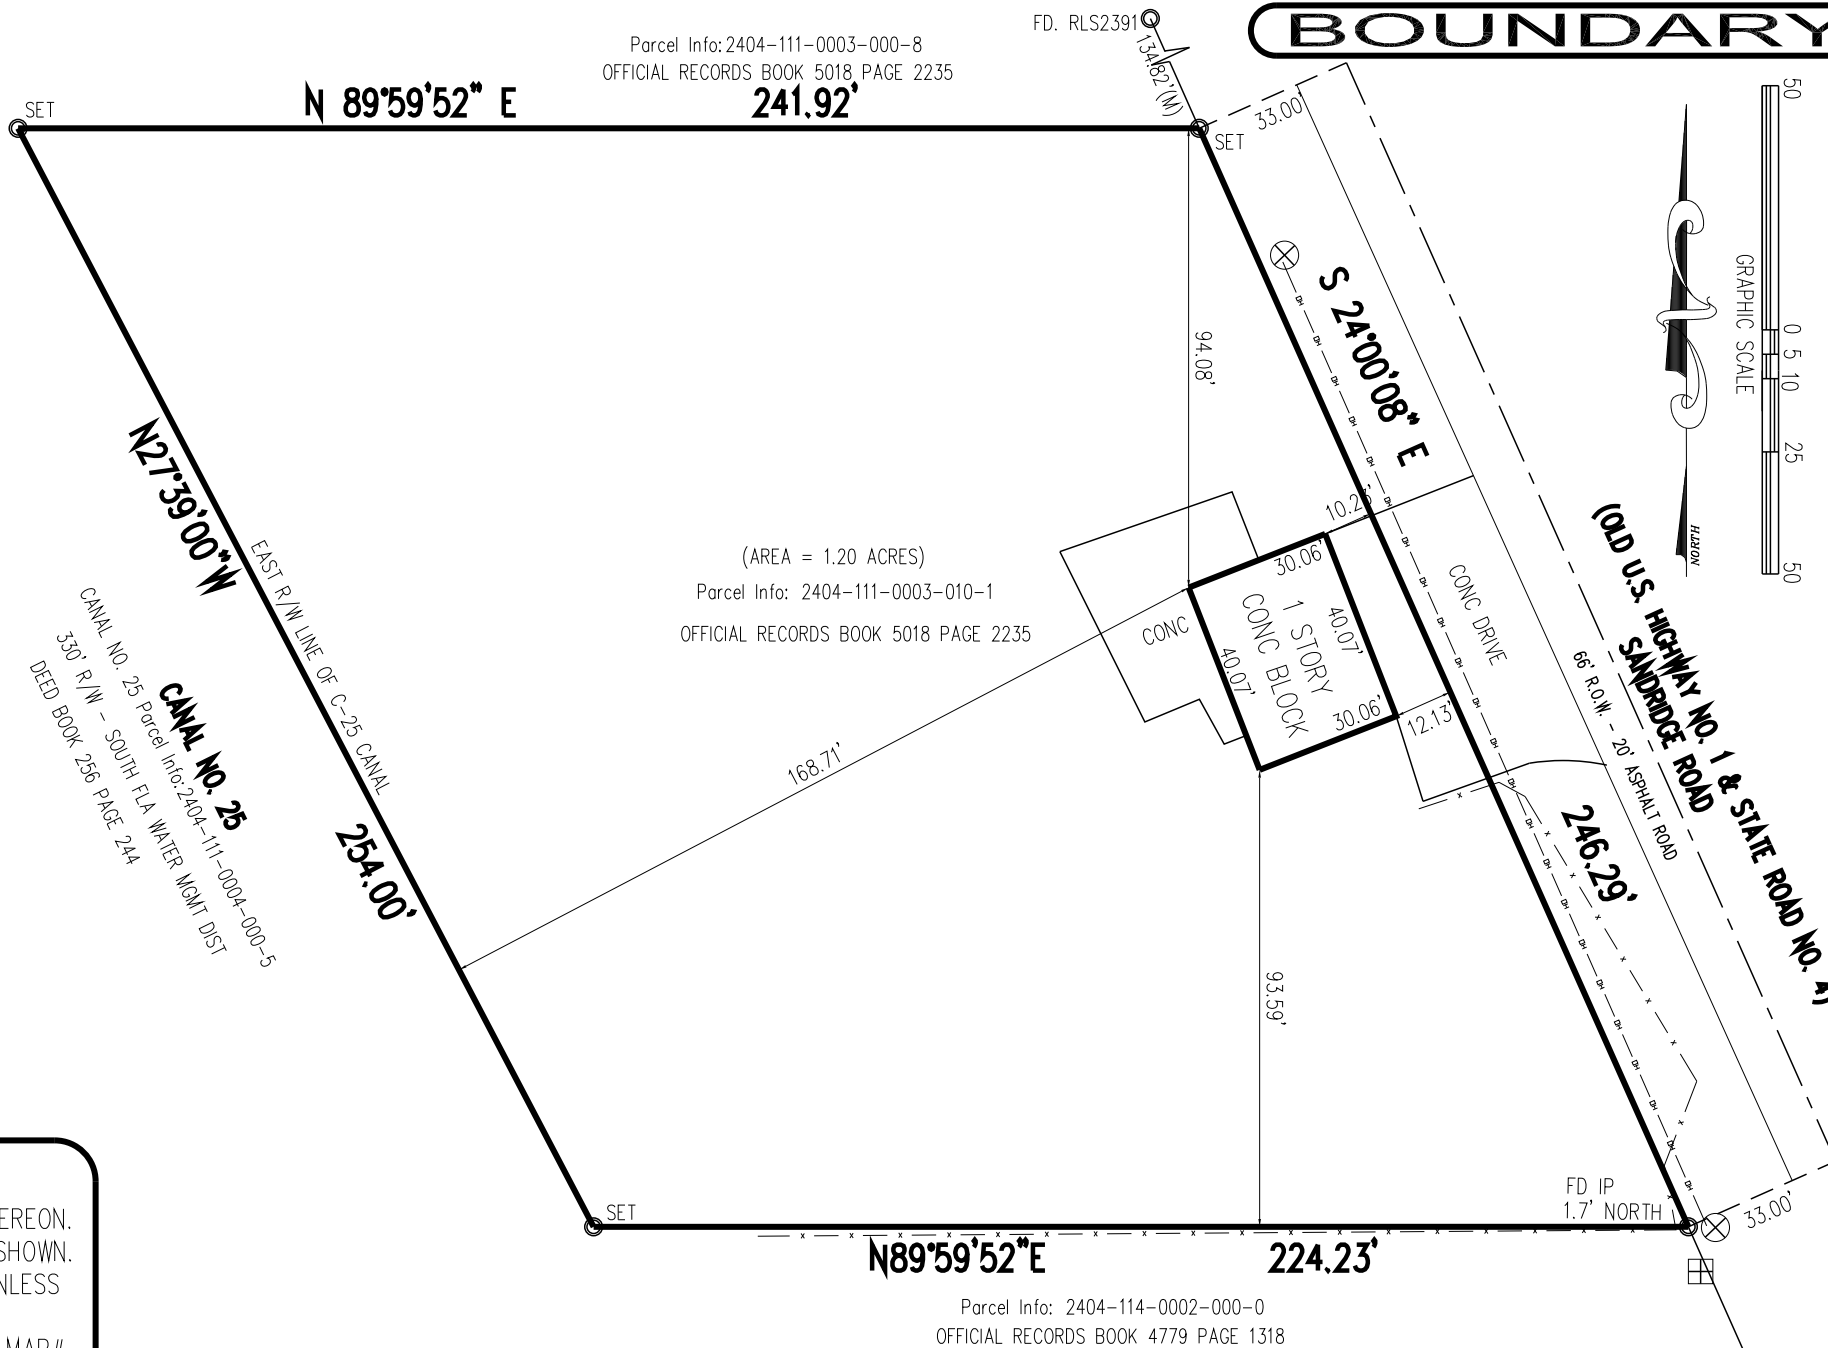 BOUNDARY
FD. RLS2391
134.82'(M)
Parcel Info: 2404-111-0003-000-8
OFFICIAL RECORDS BOOK 5018 PAGE 2235
N 89°59'52" E 241.92'
SET
SET
33.00'
50 0 5 10 25 50
GRAPHIC SCALE
NORTH
S 24°00'08" E
246.29'
94.08'
10.23'
30.06'
40.07'
1 STORY
CONC BLOCK
40.07'
30.06'
12.13'
CONC
CONC DRIVE
(OLD U.S. HIGHWAY NO. 1 & STATE ROAD NO. 4)
SANDRIDGE ROAD
66' R.O.W. - 20' ASPHALT ROAD
(AREA = 1.20 ACRES)
Parcel Info: 2404-111-0003-010-1
OFFICIAL RECORDS BOOK 5018 PAGE 2235
168.71'
93.59'
N27°39'00"W
254.00'
EAST R/W LINE OF C-25 CANAL
CANAL NO. 25
CANAL NO. 25 Parcel Info: 2404-111-0004-000-5
330' R/W - SOUTH FLA WATER MGMT DIST
DEED BOOK 256 PAGE 244
SET
FD IP
1.7' NORTH
33.00'
N89°59'52"E 224.23'
Parcel Info: 2404-114-0002-000-0
OFFICIAL RECORDS BOOK 4779 PAGE 1318
EREON.
SHOWN.
NLESS